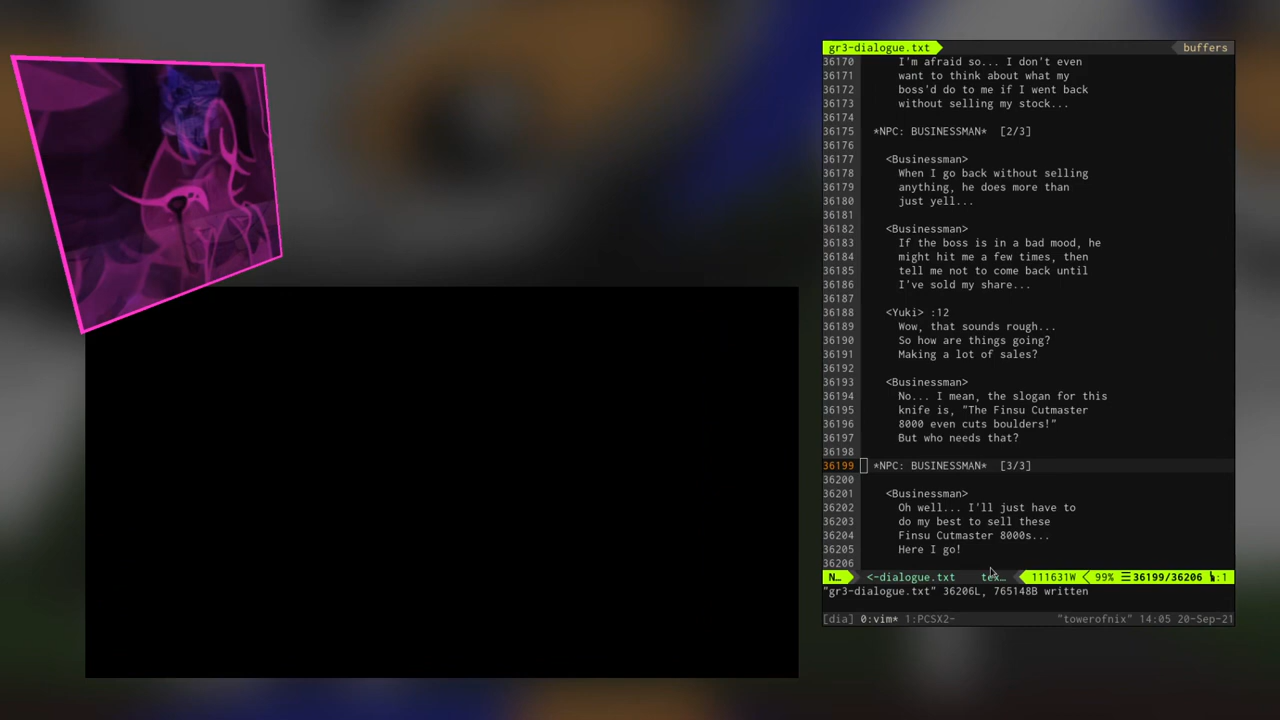 gr3-dialogue.txt buffers
36170 I'm afraid so... I don't even
36171 want to think about what my
36172 boss'd do to me if I went back
36173 without selling my stock...
36174
36175 *NPC: BUSINESSMAN* [2/3]
36176
36177 <Businessman>
36178 When I go back without selling
36179 anything, he does more than
36180 just yell...
36181
36182 <Businessman>
36183 If the boss is in a bad mood, he
36184 might hit me a few times, then
36185 tell me not to come back until
36186 I've sold my share...
36187
36188 <Yuki> :12
36189 Wow, that sounds rough...
36190 So how are things going?
36191 Making a lot of sales?
36192
36193 <Businessman>
36194 No... I mean, the slogan for this
36195 knife is, "The Finsu Cutmaster
36196 8000 even cuts boulders!"
36197 But who needs that?
36198
36199 *NPC: BUSINESSMAN* [3/3]
36200
36201 <Businessman>
36202 Oh well... I'll just have to
36203 do my best to sell these
36204 Finsu Cutmaster 8000s...
36205 Here I go!
36206
N… <-dialogue.txt tex… 111631W 99% ☰36199/36206 :1
"gr3-dialogue.txt" 36206L, 765148B written
[dia] 0:vim* 1:PCSX2- "towerofnix" 14:05 20-Sep-21